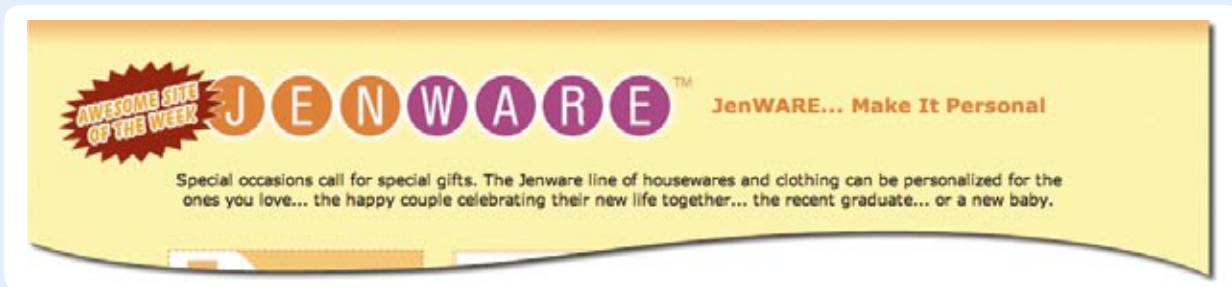 AWESOME SITE
OF THE WEEK
JENWARE™
JenWARE... Make It Personal
Special occasions call for special gifts. The Jenware line of housewares and clothing can be personalized for the
ones you love... the happy couple celebrating their new life together... the recent graduate... or a new baby.